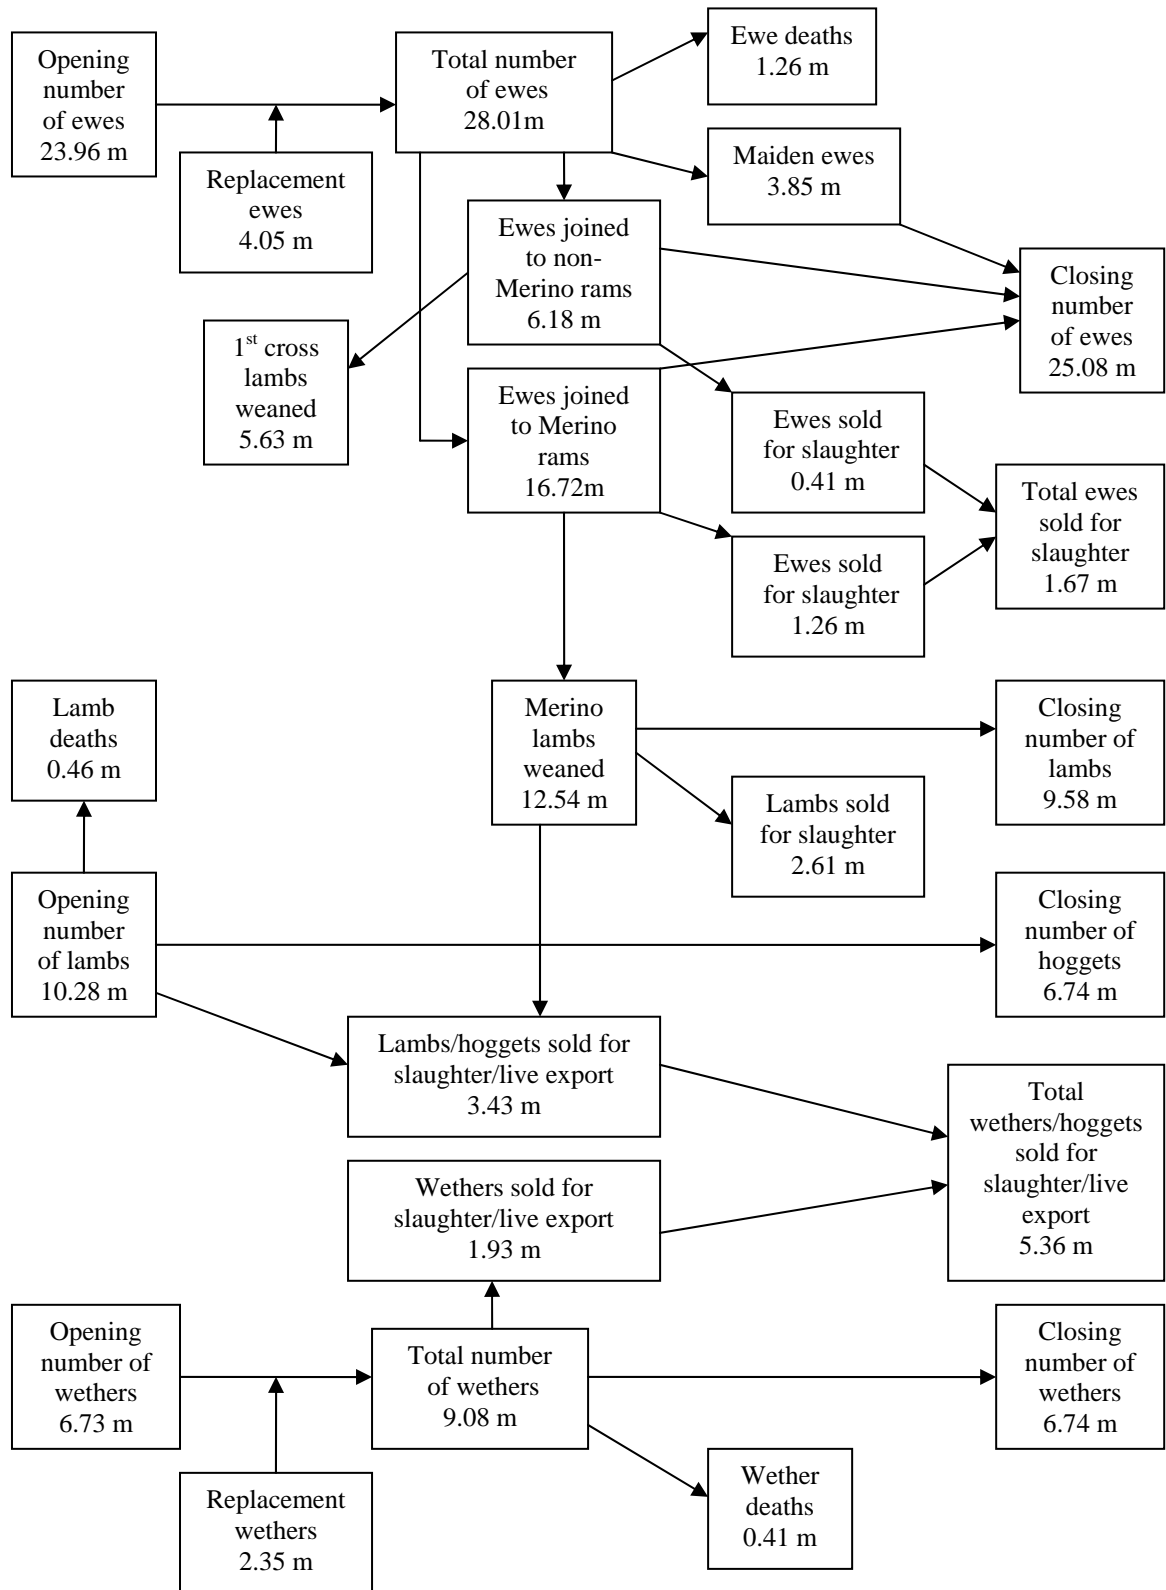 Opening
number
of ewes
23.96 m
Total number
of ewes
28.01m
Ewe deaths
1.26 m
Replacement
ewes
4.05 m
Maiden ewes
3.85 m
Ewes joined
to non-
Merino rams
6.18 m
Closing
number
of ewes
25.08 m
1st cross
lambs
weaned
5.63 m
Ewes joined
to Merino
rams
16.72m
Ewes sold
for slaughter
0.41 m
Total ewes
sold for
slaughter
1.67 m
Ewes sold
for slaughter
1.26 m
Lamb
deaths
0.46 m
Merino
lambs
weaned
12.54 m
Closing
number of
lambs
9.58 m
Lambs sold
for slaughter
2.61 m
Opening
number
of lambs
10.28 m
Closing
number of
hoggets
6.74 m
Lambs/hoggets sold for
slaughter/live export
3.43 m
Total
wethers/hoggets
sold for
slaughter/live
export
5.36 m
Wethers sold for
slaughter/live export
1.93 m
Opening
number of
wethers
6.73 m
Total number
of wethers
9.08 m
Closing
number of
wethers
6.74 m
Replacement
wethers
2.35 m
Wether
deaths
0.41 m